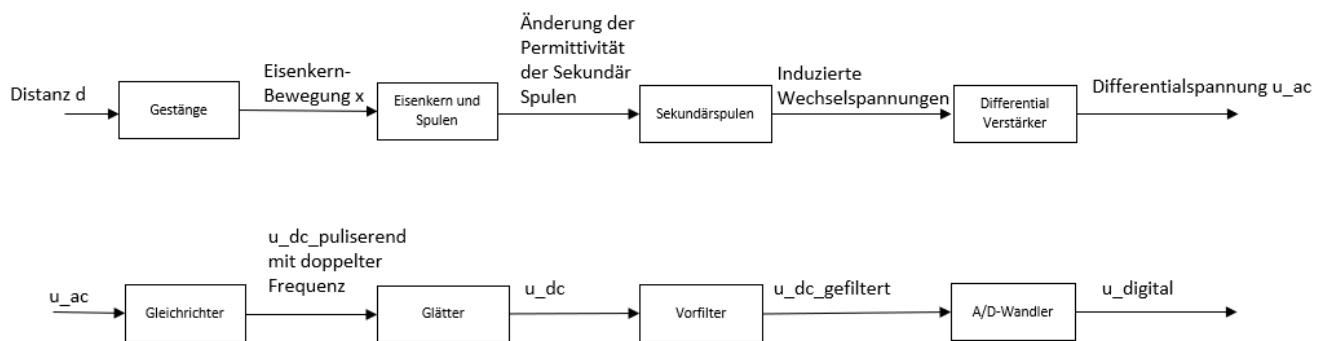 Distanz d
Gestänge
Eisenkern-
Bewegung x
Eisenkern und
Spulen
Änderung der
Permittivität
der Sekundär
Spulen
Sekundärspulen
Induzierte
Wechselspannungen
Differential
Verstärker
Differentialspannung u_ac
u_ac
Gleichrichter
u_dc_puliserend
mit doppelter
Frequenz
Glätter
u_dc
Vorfilter
u_dc_gefiltert
A/D-Wandler
u_digital